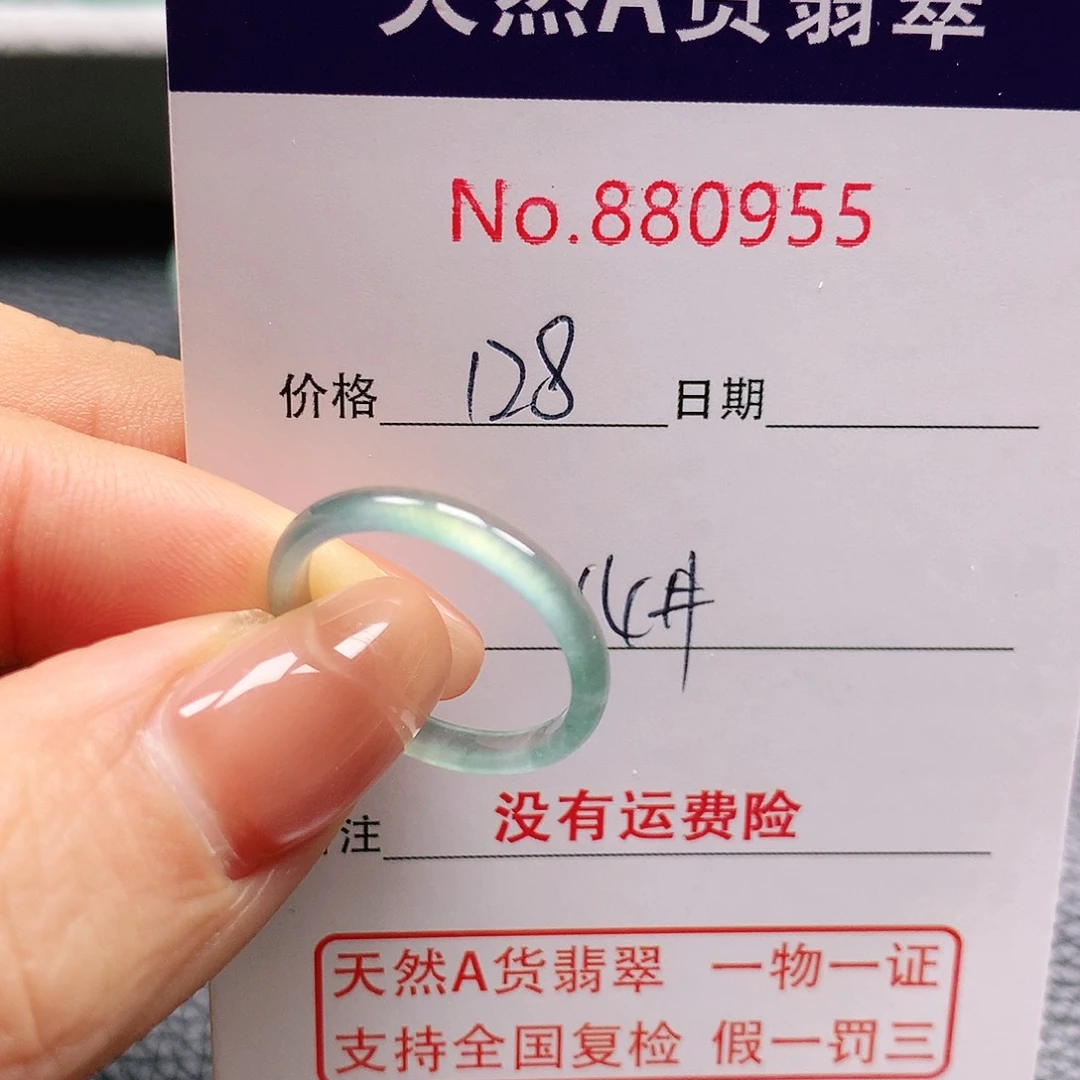 天然A货翡翠
No.880955
价格 128 日期
注 没有运费险
天然A货翡翠 一物一证
支持全国复检 假一罚三